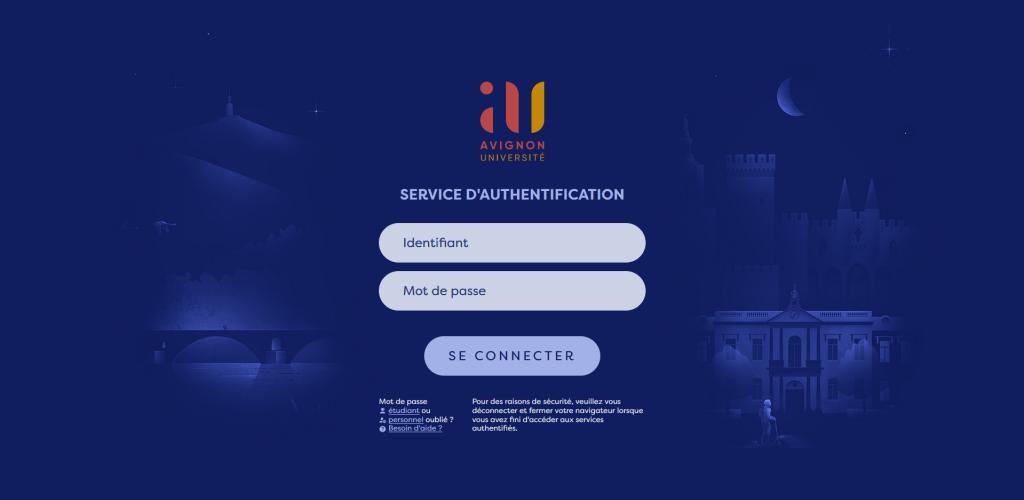 AVIGNON
UNIVERSITÉ
SERVICE D'AUTHENTIFICATION
Identifiant
Mot de passe
SE CONNECTER
Mot de passe
étudiant ou
personnel oublié ?
Besoin d'aide ?
Pour des raisons de sécurité, veuillez vous
déconnecter et fermer votre navigateur lorsque
vous avez fini d'accéder aux services
authentifiés.